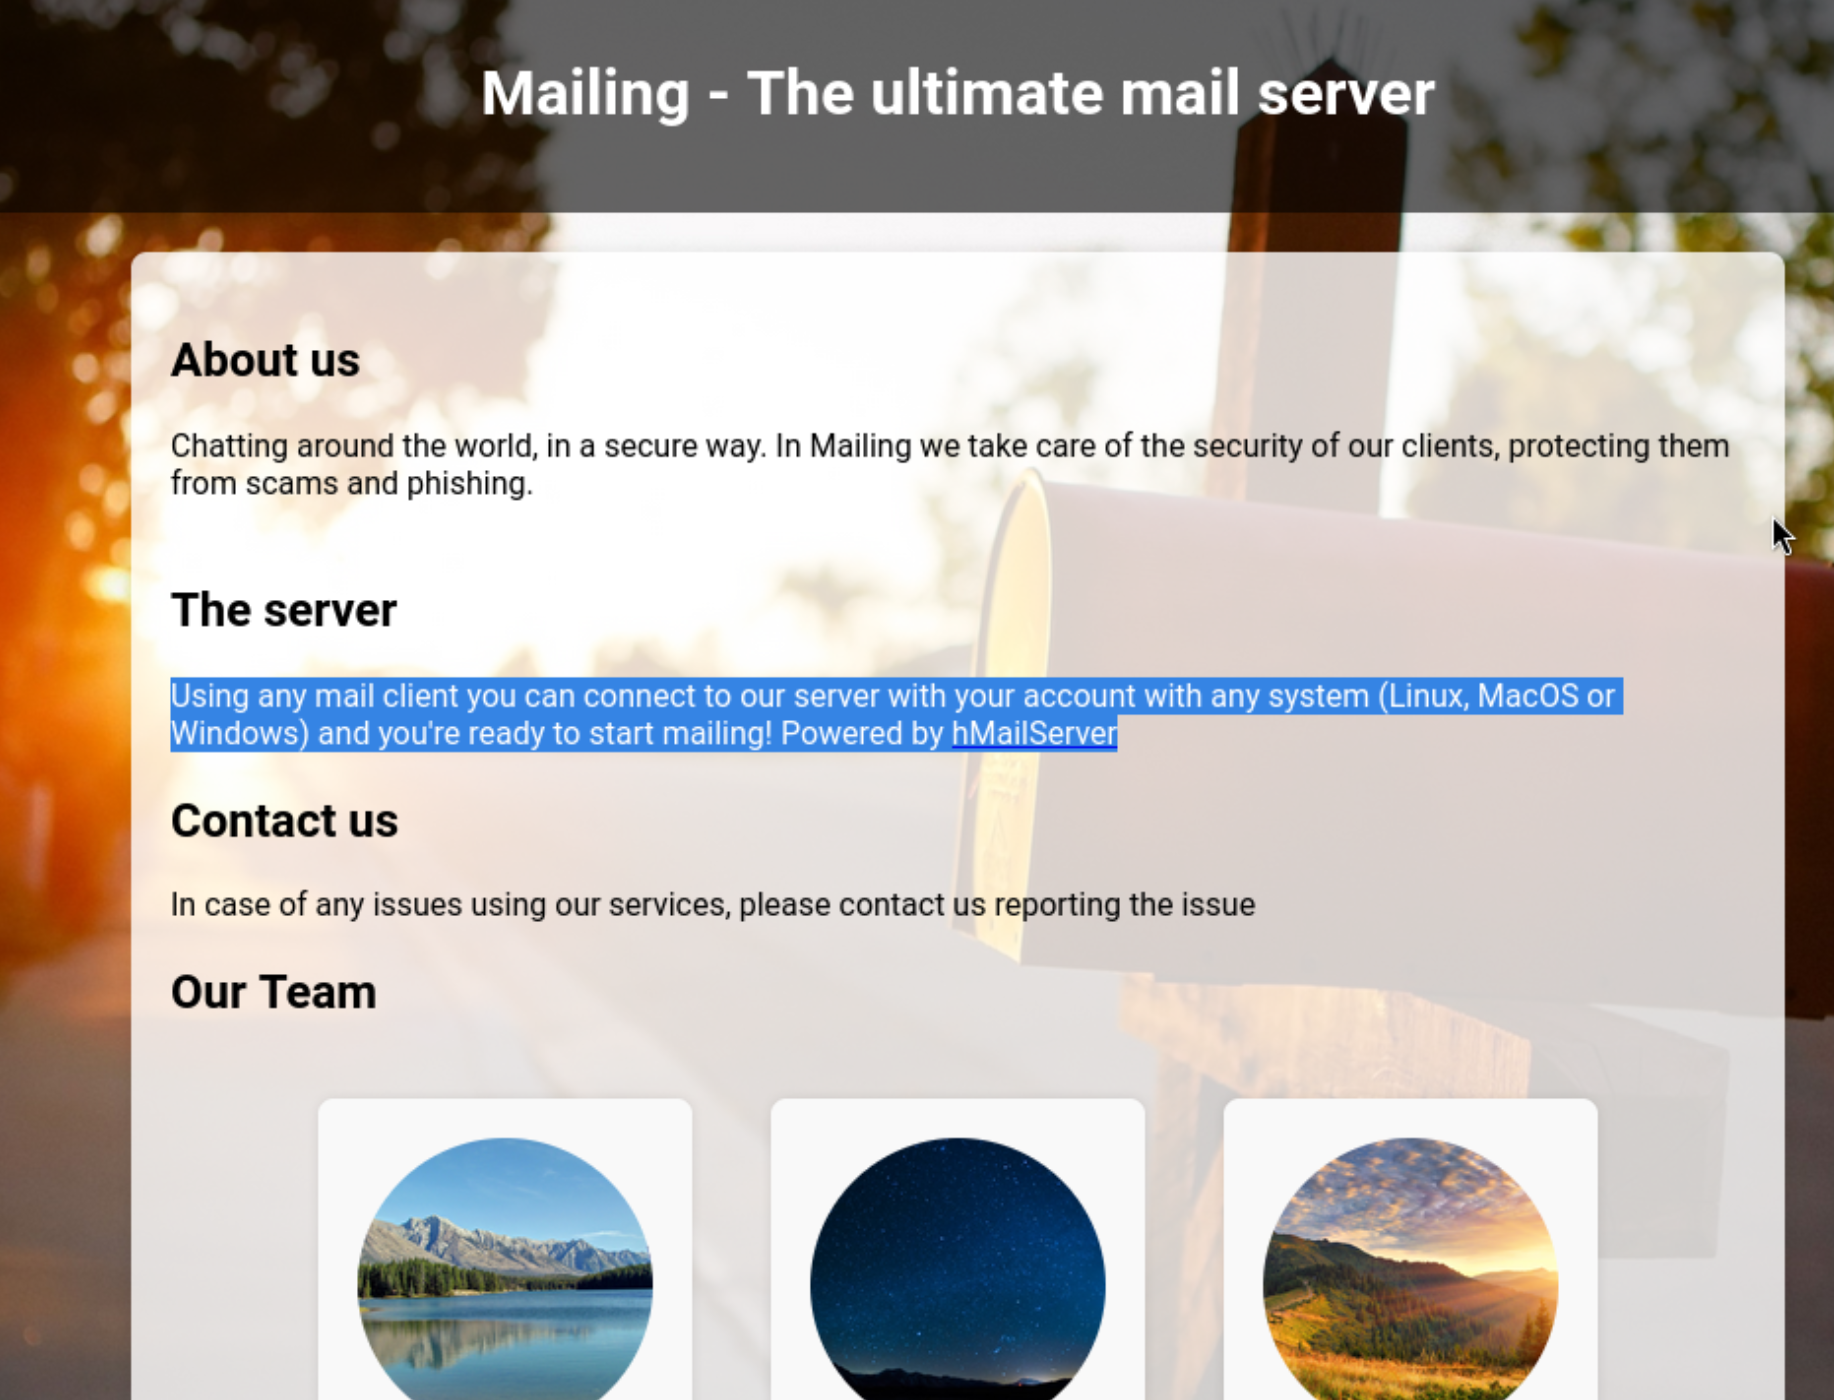 Mailing - The ultimate mail server
About us
Chatting around the world, in a secure way. In Mailing we take care of the security of our clients, protecting them
from scams and phishing.
The server
Using any mail client you can connect to our server with your account with any system (Linux, MacOS or
Windows) and you're ready to start mailing! Powered by hMailServer
Contact us
In case of any issues using our services, please contact us reporting the issue
Our Team